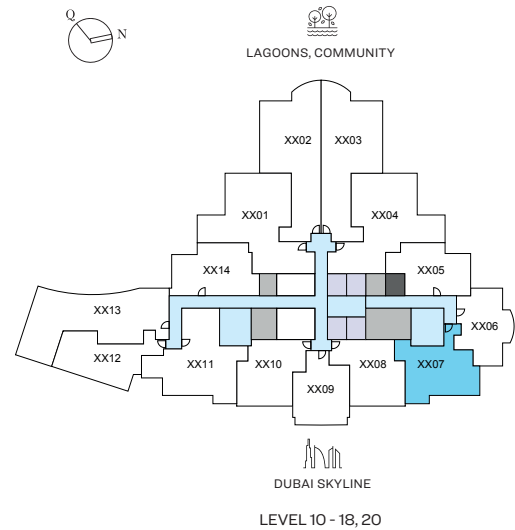 Q
N
LAGOONS, COMMUNITY
XX02
XX03
XX01
XX04
XX14
XX05
XX13
XX06
XX12
XX11
XX10
XX08
XX07
XX09
DUBAI SKYLINE
LEVEL 10 - 18, 20